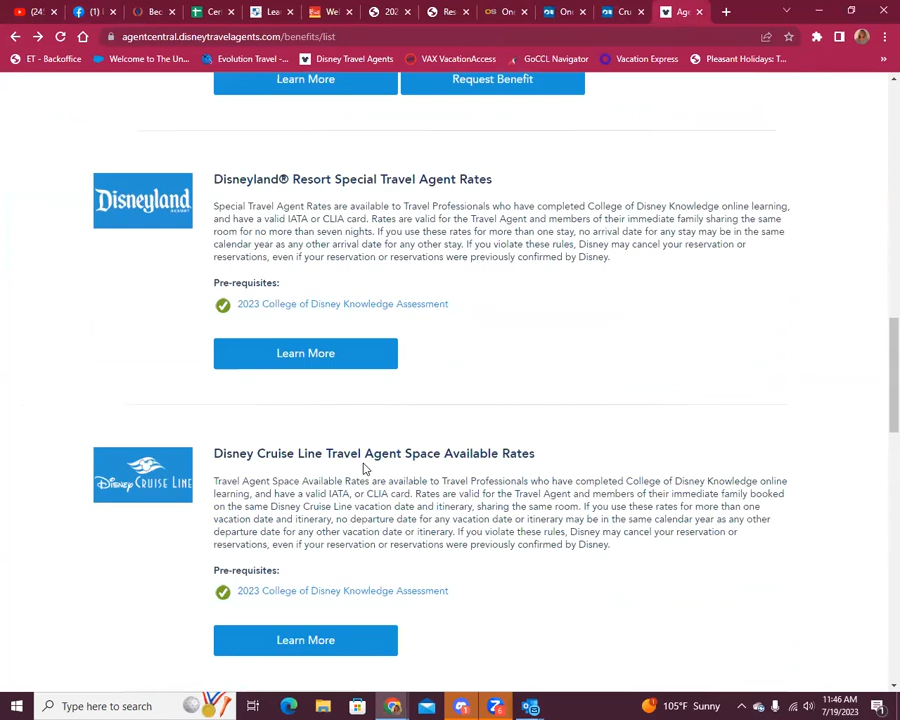 (24!
(1) l
Bec
Cer
Lea
Wel
202
Res
One
One
Cru
Age
agentcentral.disneytravelagents.com/benefits/list
ET - Backoffice
Welcome to The Un...
Evolution Travel -...
Disney Travel Agents
VAX VacationAccess
GoCCL Navigator
Vacation Express
Pleasant Holidays: T...
»
Learn More
Request Benefit
Disneyland® Resort Special Travel Agent Rates
Disneyland
RESORT
Special Travel Agent Rates are available to Travel Professionals who have completed College of Disney Knowledge online learning,
and have a valid IATA or CLIA card. Rates are valid for the Travel Agent and members of their immediate family sharing the same
room for no more than seven nights. If you use these rates for more than one stay, no arrival date for any stay may be in the same
calendar year as any other arrival date for any other stay. If you violate these rules, Disney may cancel your reservation or
reservations, even if your reservation or reservations were previously confirmed by Disney.
Pre-requisites:
2023 College of Disney Knowledge Assessment
Learn More
Disney Cruise Line Travel Agent Space Available Rates
Disney Cruise Line
Travel Agent Space Available Rates are available to Travel Professionals who have completed College of Disney Knowledge online
learning, and have a valid IATA, or CLIA card. Rates are valid for the Travel Agent and members of their immediate family booked
on the same Disney Cruise Line vacation date and itinerary, sharing the same room. If you use these rates for more than one
vacation date and itinerary, no departure date for any vacation date or itinerary may be in the same calendar year as any other
departure date for any other vacation date or itinerary. If you violate these rules, Disney may cancel your reservation or
reservations, even if your reservation or reservations were previously confirmed by Disney.
Pre-requisites:
2023 College of Disney Knowledge Assessment
Learn More
Type here to search
105°F Sunny
11:46 AM
7/19/2023